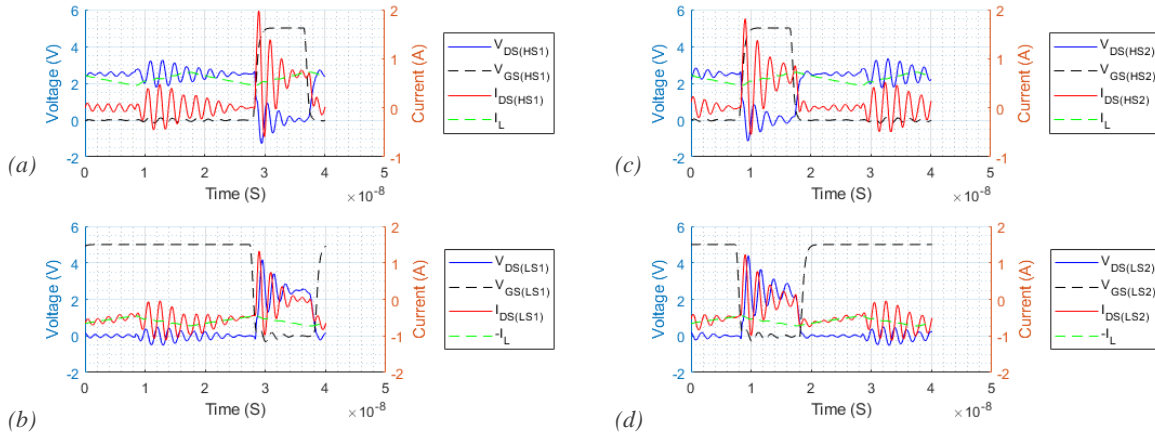 6
4
2
0
-2
Voltage (V)
2
1
0
-1
Current (A)
0
1
2
3
4
5
Time (S)
×10⁻⁸
V_DS(HS1)
V_GS(HS1)
I_DS(HS1)
I_L
(a)
6
4
2
0
-2
Voltage (V)
2
1
0
-1
Current (A)
0
1
2
3
4
5
Time (S)
×10⁻⁸
V_DS(HS2)
V_GS(HS2)
I_DS(HS2)
I_L
(c)
6
4
2
0
-2
Voltage (V)
2
1
0
-1
-2
Current (A)
0
1
2
3
4
5
Time (S)
×10⁻⁸
V_DS(LS1)
V_GS(LS1)
I_DS(LS1)
-I_L
(b)
6
4
2
0
-2
Voltage (V)
2
1
0
-1
-2
Current (A)
0
1
2
3
4
5
Time (S)
×10⁻⁸
V_DS(LS2)
V_GS(LS2)
I_DS(LS2)
-I_L
(d)